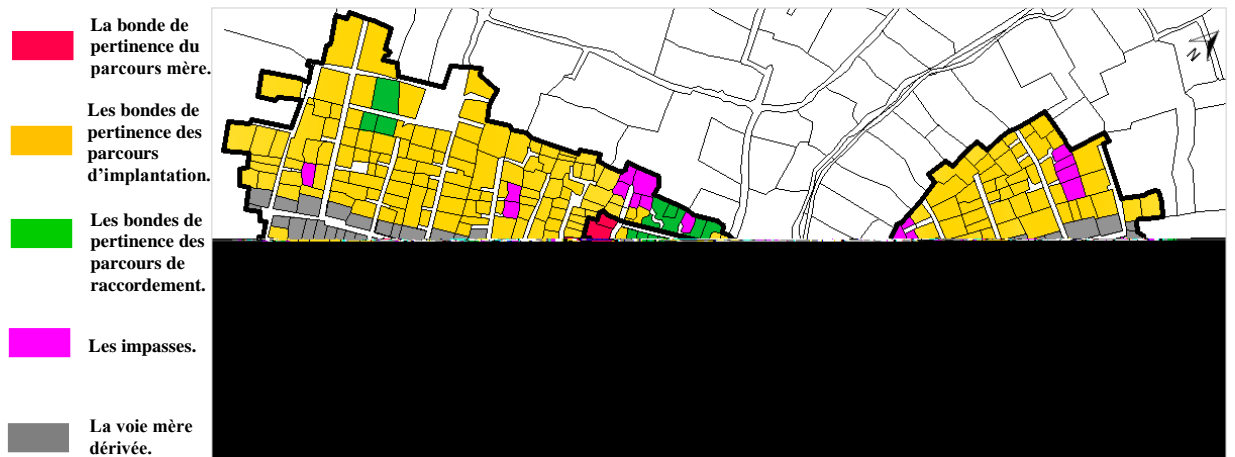 La bonde de
pertinence du
parcours mère.
Les bondes de
pertinence des
parcours
d’implantation.
Les bondes de
pertinence des
parcours de
raccordement.
Les impasses.
La voie mère
dérivée.
N